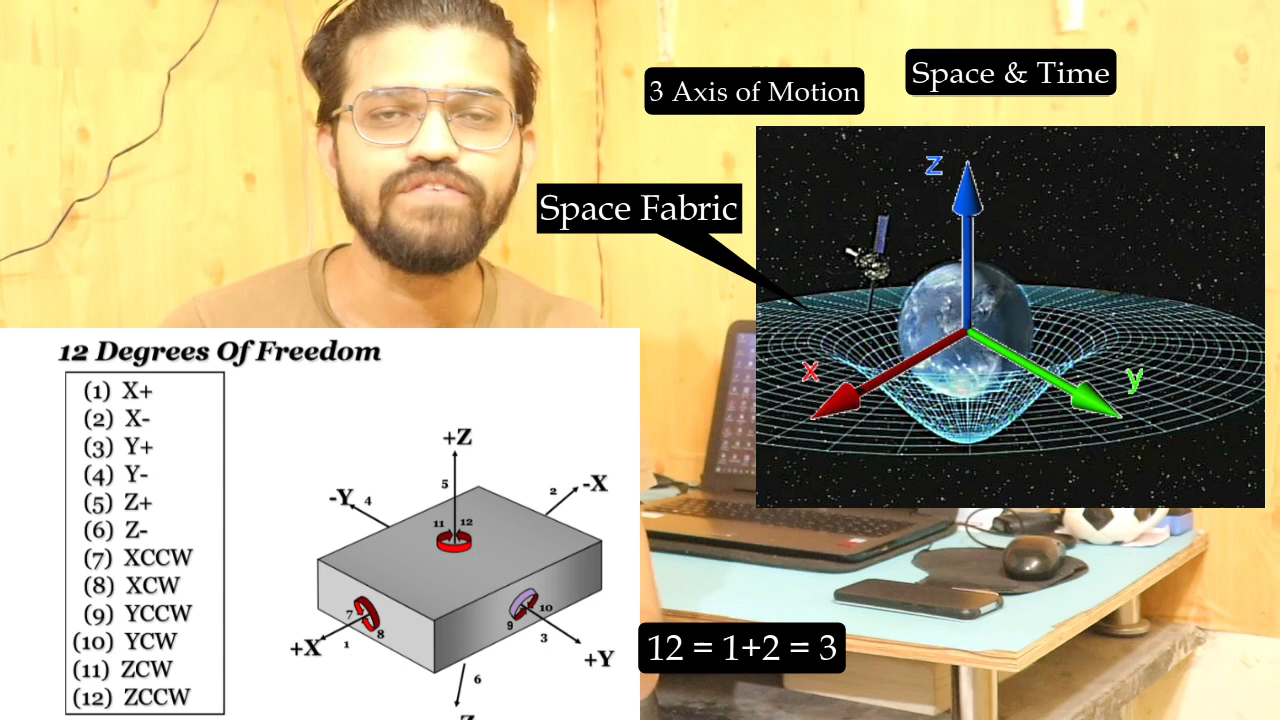 3 Axis of Motion
Space & Time
Space Fabric
Z
X
y
12 Degrees Of Freedom
(1) X+
(2) X-
(3) Y+
(4) Y-
(5) Z+
(6) Z-
(7) XCCW
(8) XCW
(9) YCCW
(10) YCW
(11) ZCW
(12) ZCCW
+Z
5
-Y 4
2 -X
11 12
7
8
+X 1
9
10
3
+Y
6
12 = 1+2 = 3